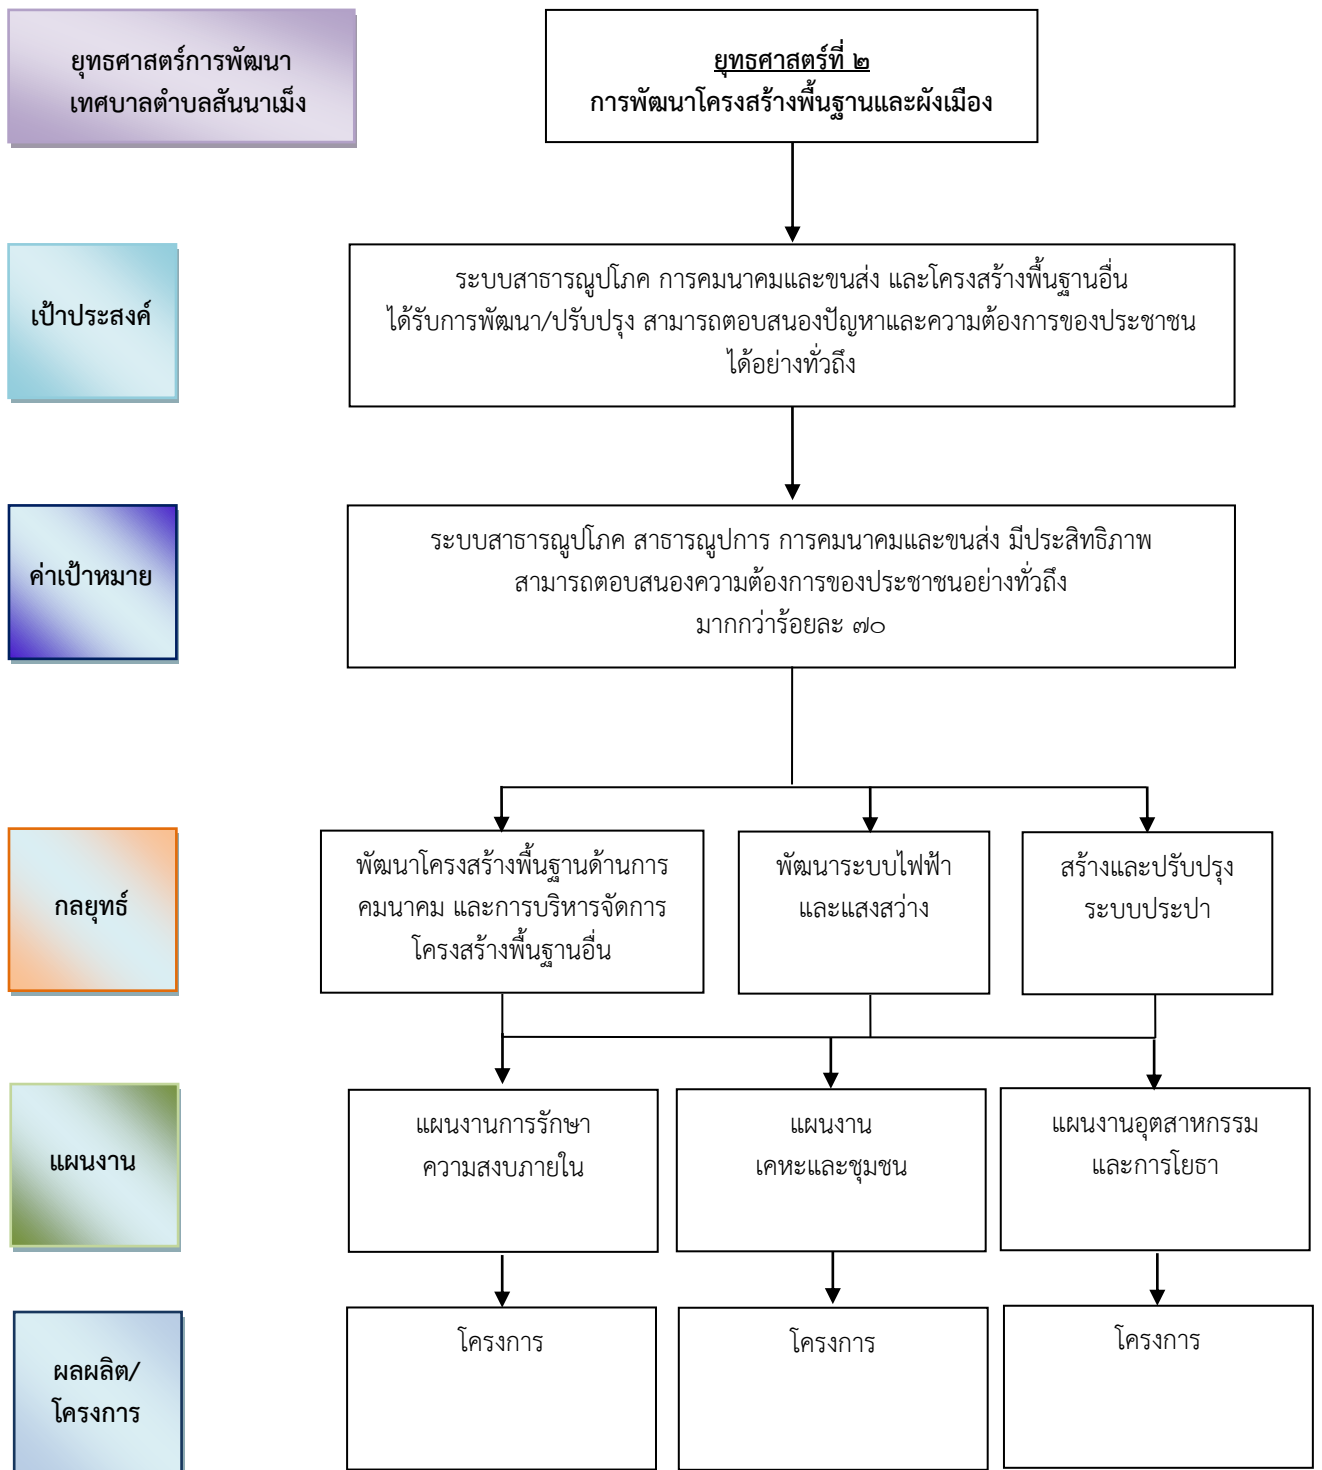 ยุทธศาสตร์การพัฒนา
เทศบาลตำบลสันนาเม็ง
ยุทธศาสตร์ที่ ๒
การพัฒนาโครงสร้างพื้นฐานและผังเมือง
เป้าประสงค์
ระบบสาธารณูปโภค การคมนาคมและขนส่ง และโครงสร้างพื้นฐานอื่น
ได้รับการพัฒนา/ปรับปรุง สามารถตอบสนองปัญหาและความต้องการของประชาชน
ได้อย่างทั่วถึง
ค่าเป้าหมาย
ระบบสาธารณูปโภค สาธารณูปการ การคมนาคมและขนส่ง มีประสิทธิภาพ
สามารถตอบสนองความต้องการของประชาชนอย่างทั่วถึง
มากกว่าร้อยละ ๗๐
กลยุทธ์
พัฒนาโครงสร้างพื้นฐานด้านการ
คมนาคม และการบริหารจัดการ
โครงสร้างพื้นฐานอื่น
พัฒนาระบบไฟฟ้า
และแสงสว่าง
สร้างและปรับปรุง
ระบบประปา
แผนงาน
แผนงานการรักษา
ความสงบภายใน
แผนงาน
เคหะและชุมชน
แผนงานอุตสาหกรรม
และการโยธา
ผลผลิต/
โครงการ
โครงการ
โครงการ
โครงการ